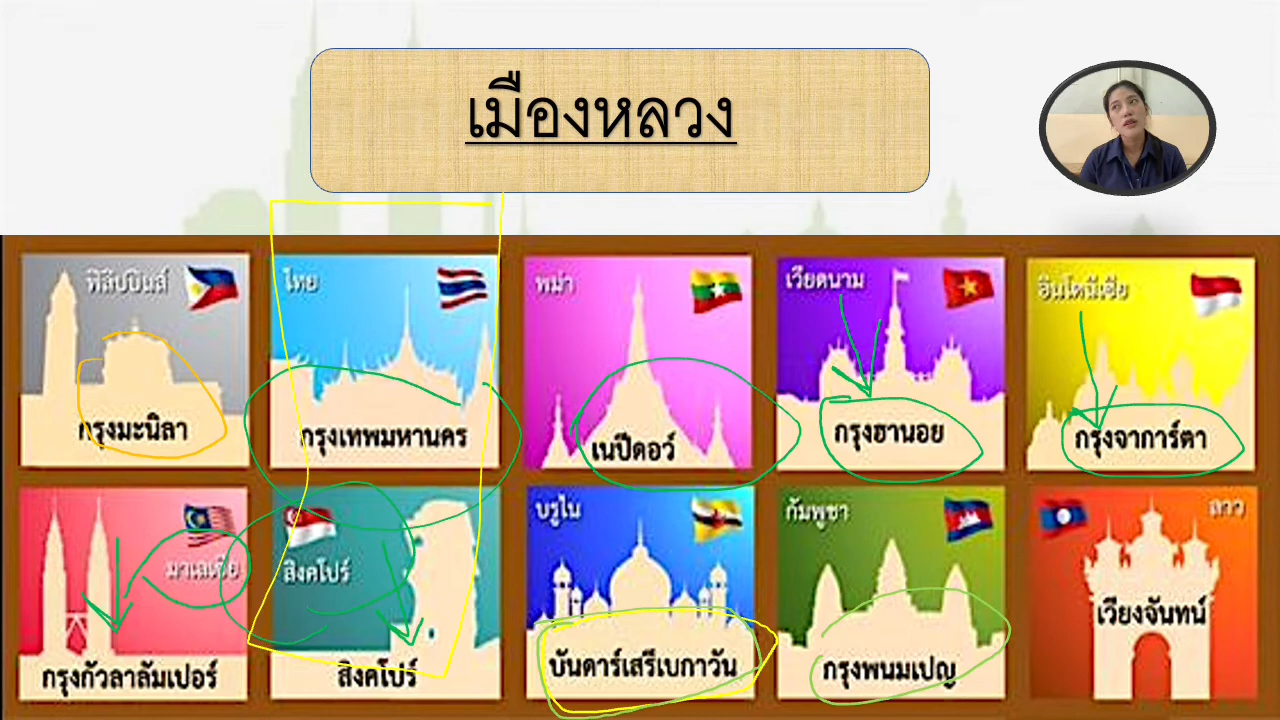 เมืองหลวง
ฟิลิปปินส์
กรุงมะนิลา
ไทย
กรุงเทพมหานคร
พม่า
เนปีดอว์
เวียดนาม
กรุงฮานอย
อินโดนีเซีย
กรุงจาการ์ตา
มาเลเซีย
กรุงกัวลาลัมเปอร์
สิงคโปร์
สิงคโปร์
บรูไน
บันดาร์เสรีเบกาวัน
กัมพูชา
กรุงพนมเปญ
ลาว
เวียงจันทน์